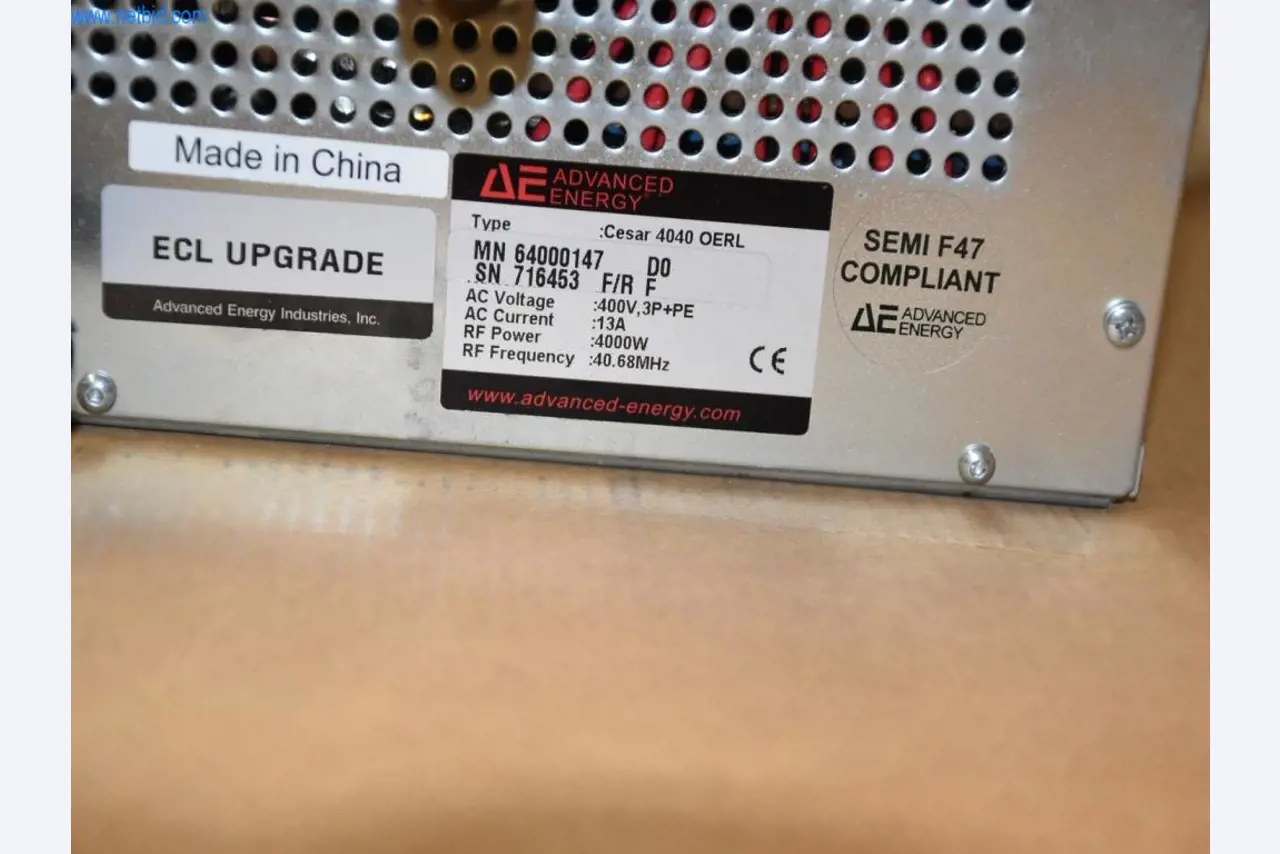 www.netbid.com
Made in China
ECL UPGRADE
Advanced Energy Industries, Inc.
AE ADVANCED
ENERGY®
Type :Cesar 4040 OERL
MN 64000147 D0
SN 716453 F/R F
AC Voltage :400V,3P+PE
AC Current :13A
RF Power :4000W
RF Frequency :40.68MHz
CE
www.advanced-energy.com
SEMI F47
COMPLIANT
AE ADVANCED
ENERGY